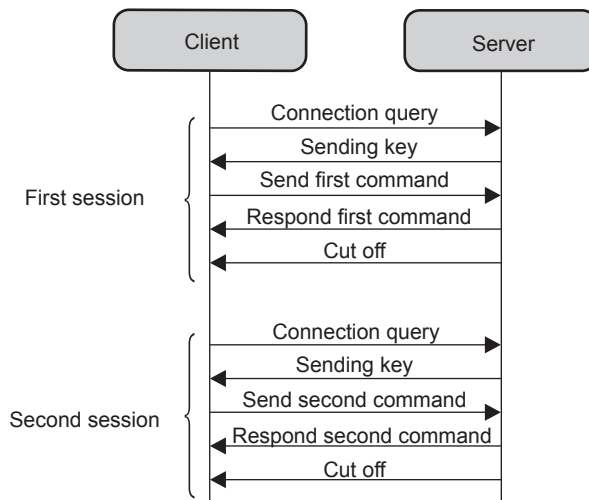 Client
Server
Connection query
Sending key
Send first command
First session
Respond first command
Cut off
Connection query
Sending key
Send second command
Second session
Respond second command
Cut off